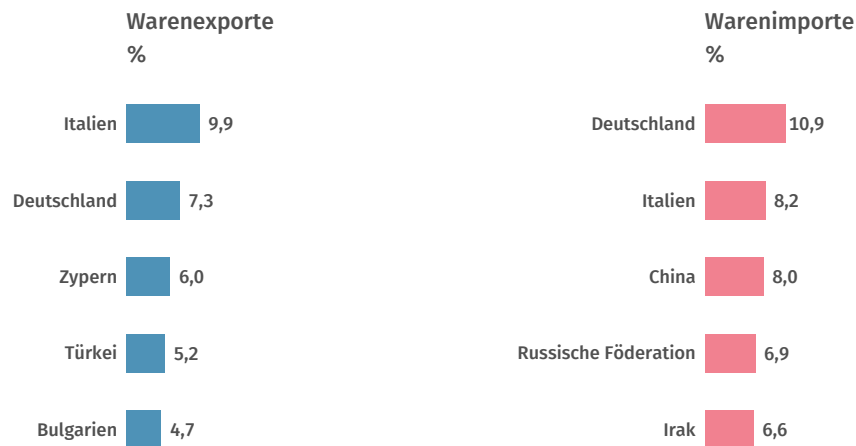 Warenexporte
%
Italien 9,9
Deutschland 7,3
Zypern 6,0
Türkei 5,2
Bulgarien 4,7
Warenimporte
%
Deutschland 10,9
Italien 8,2
China 8,0
Russische Föderation 6,9
Irak 6,6